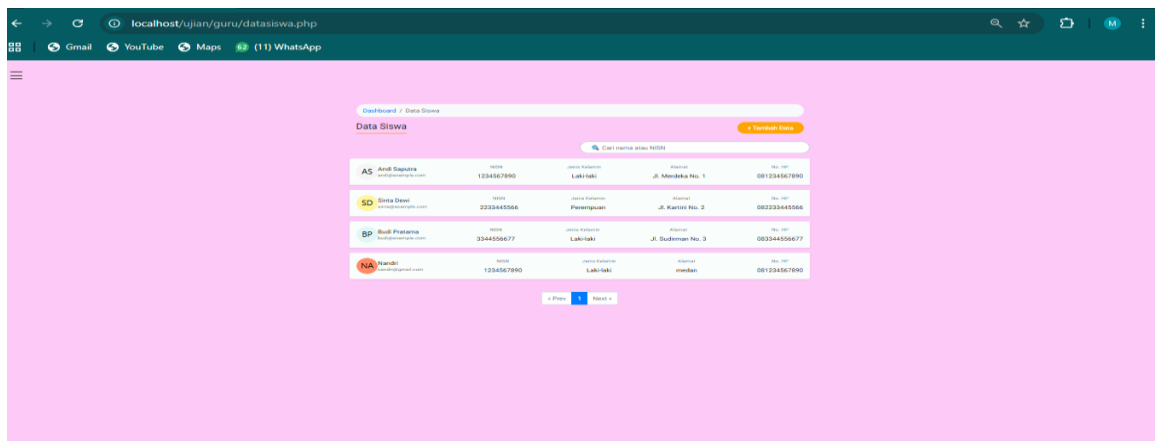 localhost/ujian/guru/datasiswa.php
M
Gmail YouTube Maps 62 (11) WhatsApp
Dashboard / Data Siswa
Data Siswa
+ Tambah Data
Cari nama atau NISN
AS Andi Saputra NISN Jenis Kelamin Alamat No. HP
andi@example.com 1234567890 Laki-laki Jl. Merdeka No. 1 081234567890
SD Sinta Dewi NISN Jenis Kelamin Alamat No. HP
sinta@example.com 2233445566 Perempuan Jl. Kartini No. 2 082233445566
BP Budi Pratama NISN Jenis Kelamin Alamat No. HP
budi@example.com 3344556677 Laki-laki Jl. Sudirman No. 3 083344556677
NA Nandri NISN Jenis Kelamin Alamat No. HP
1234567890 Laki-laki medan 081234567890
« Prev 1 Next »